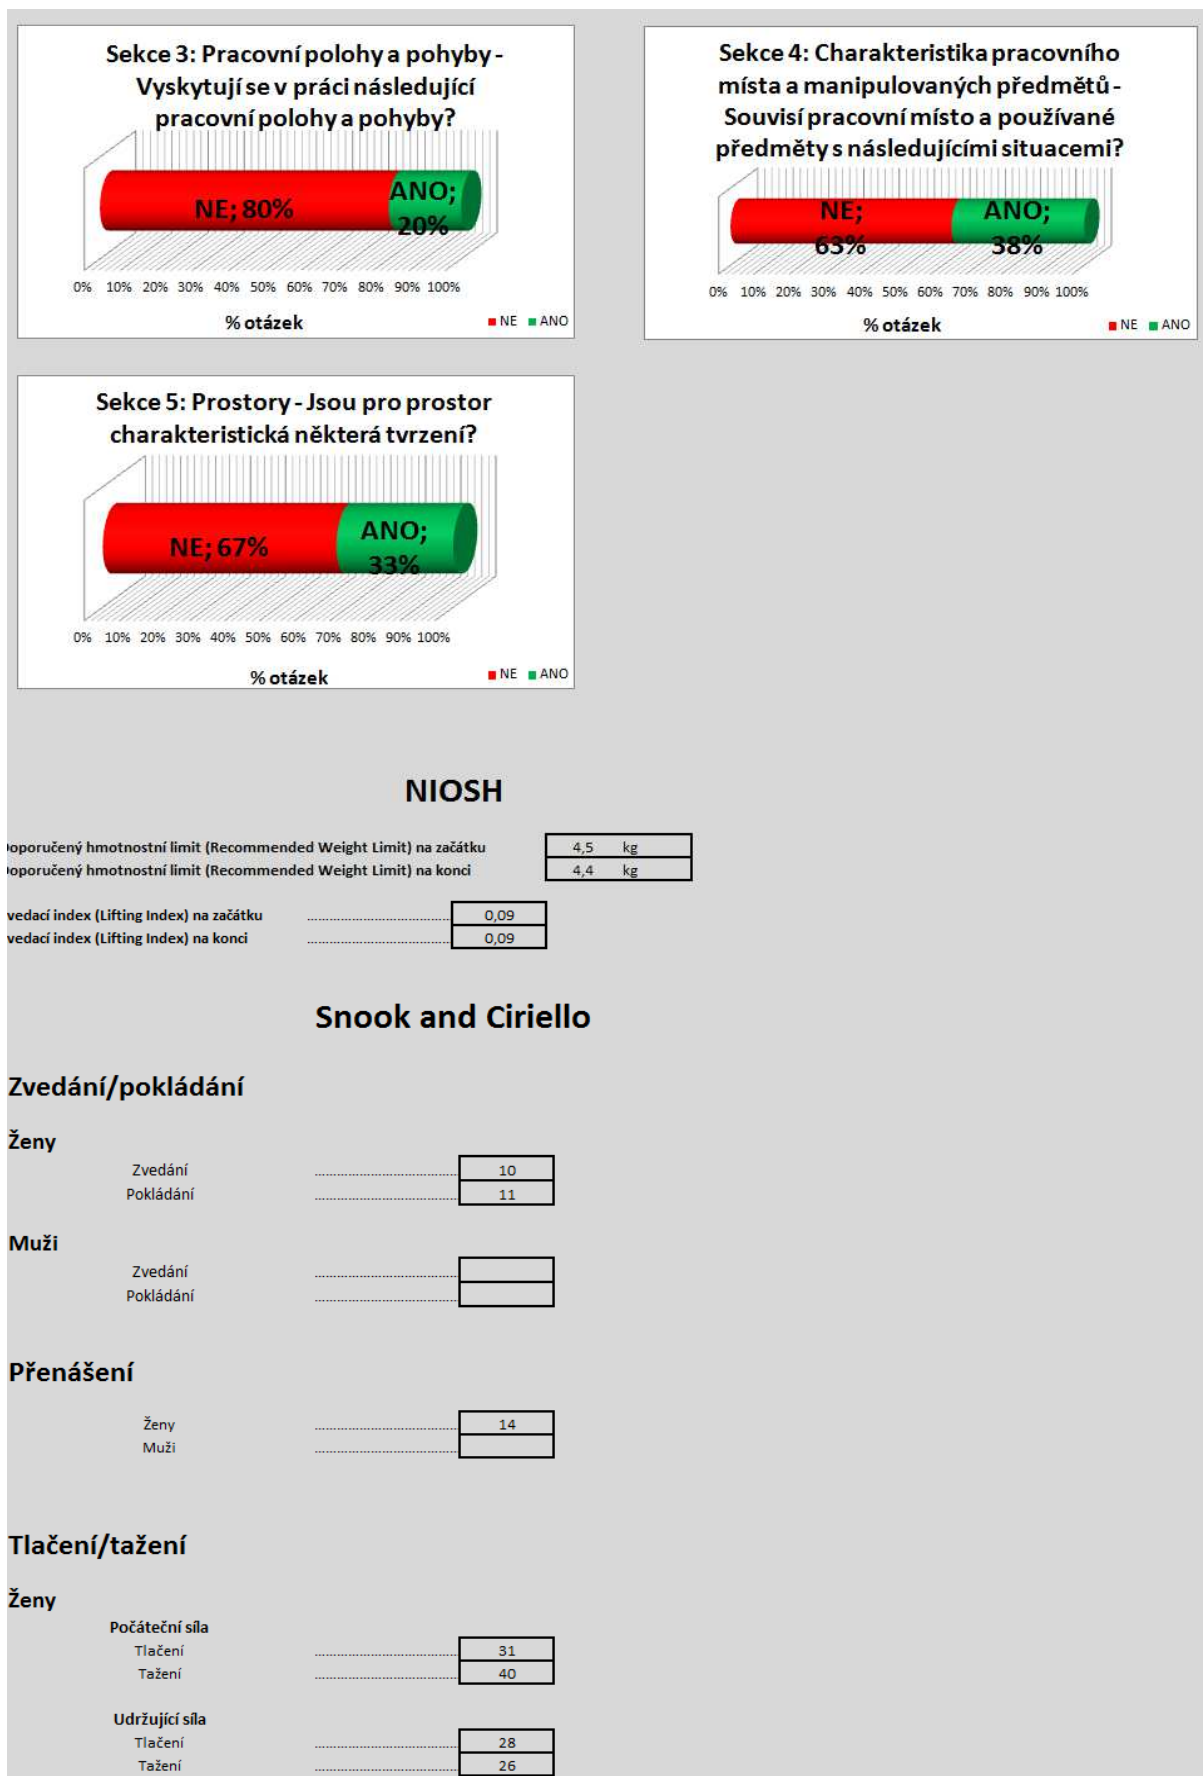 Sekce 3: Pracovní polohy a pohyby -
Vyskytují se v práci následující
pracovní polohy a pohyby?
NE; 80%
ANO;
20%
0% 10% 20% 30% 40% 50% 60% 70% 80% 90% 100%
% otázek
NE ANO
Sekce 4: Charakteristika pracovního
místa a manipulovaných předmětů -
Souvisí pracovní místo a používané
předměty s následujícími situacemi?
NE;
63%
ANO;
38%
0% 10% 20% 30% 40% 50% 60% 70% 80% 90% 100%
% otázek
NE ANO
Sekce 5: Prostory - Jsou pro prostor
charakteristická některá tvrzení?
NE; 67%
ANO;
33%
0% 10% 20% 30% 40% 50% 60% 70% 80% 90% 100%
% otázek
NE ANO
NIOSH
oporučený hmotnostní limit (Recommended Weight Limit) na začátku 4,5 kg
oporučený hmotnostní limit (Recommended Weight Limit) na konci 4,4 kg
vedací index (Lifting Index) na začátku 0,09
vedací index (Lifting Index) na konci 0,09
Snook and Ciriello
Zvedání/pokládání
Ženy
Zvedání 10
Pokládání 11
Muži
Zvedání
Pokládání
Přenášení
Ženy 14
Muži
Tlačení/tažení
Ženy
Počáteční síla
Tlačení 31
Tažení 40
Udržující síla
Tlačení 28
Tažení 26